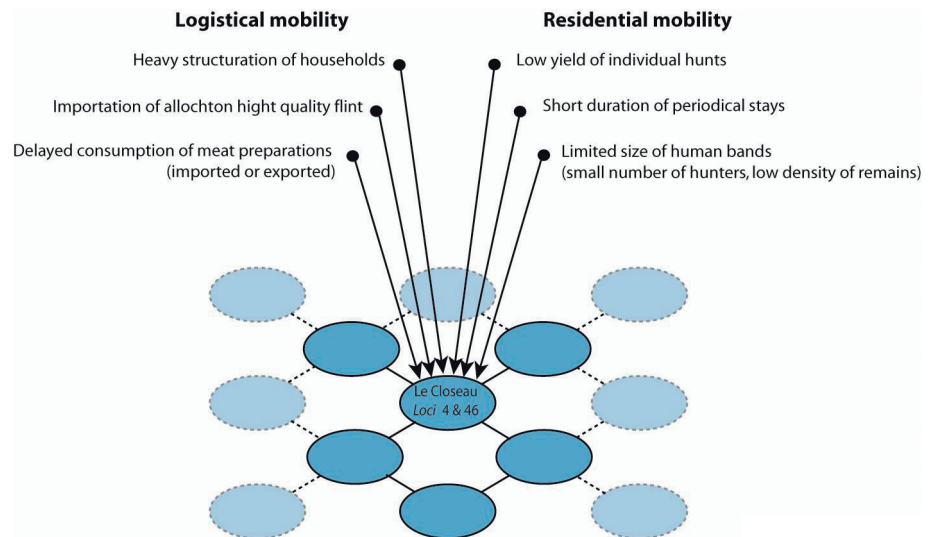 Logistical mobility
Residential mobility
Heavy structuration of households
Low yield of individual hunts
Importation of allochton hight quality flint
Short duration of periodical stays
Delayed consumption of meat preparations
(imported or exported)
Limited size of human bands
(small number of hunters, low density of remains)
Le Closeau
Loci 4 & 46